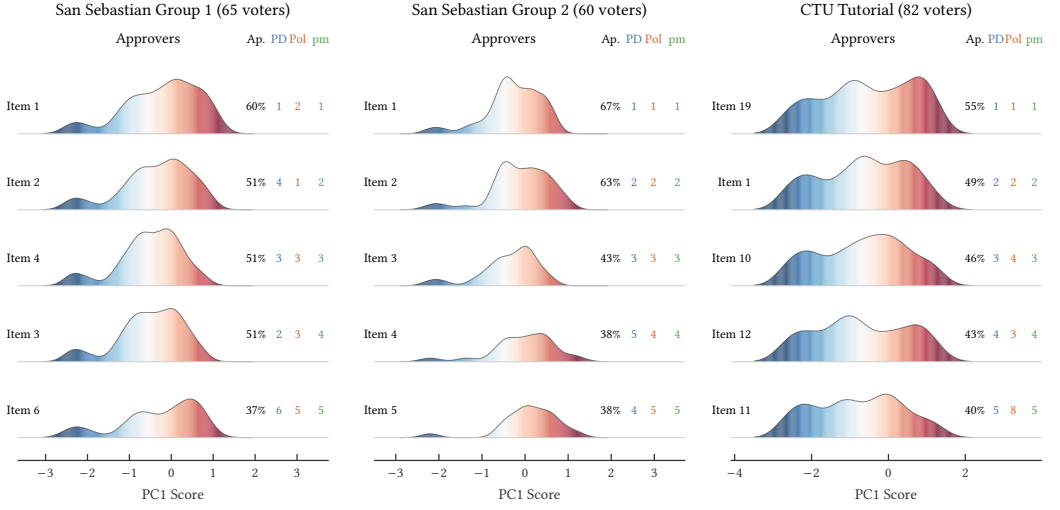 San Sebastian Group 1 (65 voters)
Approvers Ap. PD Pol pm
Item 1 60% 1 2 1
Item 2 51% 4 1 2
Item 4 51% 3 3 3
Item 3 51% 2 3 4
Item 6 37% 6 5 5
−3 −2 −1 0 1 2 3
PC1 Score
San Sebastian Group 2 (60 voters)
Approvers Ap. PD Pol pm
Item 1 67% 1 1 1
Item 2 63% 2 2 2
Item 3 43% 3 3 3
Item 4 38% 5 4 4
Item 5 38% 4 5 5
−3 −2 −1 0 1 2 3
PC1 Score
CTU Tutorial (82 voters)
Approvers Ap. PD Pol pm
Item 19 55% 1 1 1
Item 1 49% 2 2 2
Item 10 46% 3 4 3
Item 12 43% 4 3 4
Item 11 40% 5 8 5
−4 −2 0 2
PC1 Score